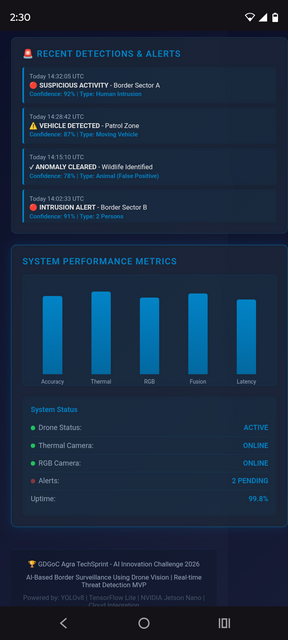 2:30
🚨 RECENT DETECTIONS & ALERTS
Today 14:32:05 UTC
🔴 SUSPICIOUS ACTIVITY - Border Sector A
Confidence: 92% | Type: Human Intrusion
Today 14:28:42 UTC
⚠️ VEHICLE DETECTED - Patrol Zone
Confidence: 87% | Type: Moving Vehicle
Today 14:15:10 UTC
✓ ANOMALY CLEARED - Wildlife Identified
Confidence: 78% | Type: Animal (False Positive)
Today 14:02:33 UTC
🔴 INTRUSION ALERT - Border Sector B
Confidence: 91% | Type: 2 Persons
SYSTEM PERFORMANCE METRICS
Accuracy Thermal RGB Fusion Latency
System Status
Drone Status: ACTIVE
Thermal Camera: ONLINE
RGB Camera: ONLINE
Alerts: 2 PENDING
Uptime: 99.8%
🏆 GDGoC Agra TechSprint - AI Innovation Challenge 2026
AI-Based Border Surveillance Using Drone Vision | Real-time
Threat Detection MVP
Powered by: YOLOv8 | TensorFlow Lite | NVIDIA Jetson Nano |
Cloud Integration